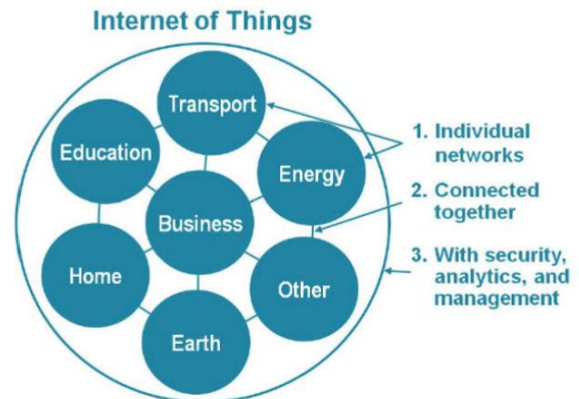 Internet of Things
Transport
Education
Energy
Business
Home
Other
Earth
1. Individual
networks
2. Connected
together
3. With security,
analytics, and
management